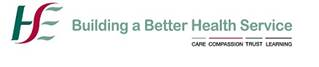 HSE Building a Better Health Service
CARE COMPASSION TRUST LEARNING